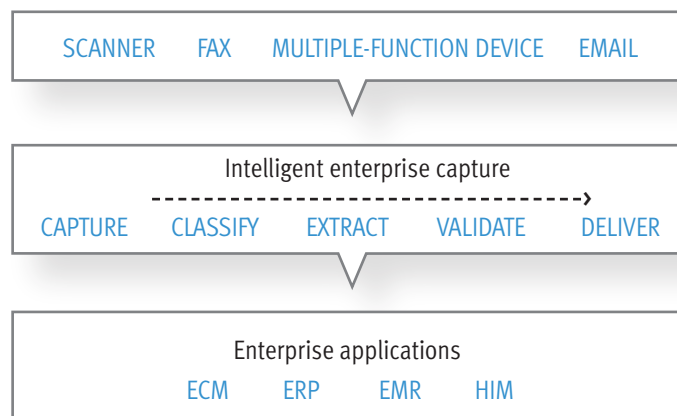 SCANNER FAX MULTIPLE-FUNCTION DEVICE EMAIL
Intelligent enterprise capture
CAPTURE CLASSIFY EXTRACT VALIDATE DELIVER
Enterprise applications
ECM ERP EMR HIM